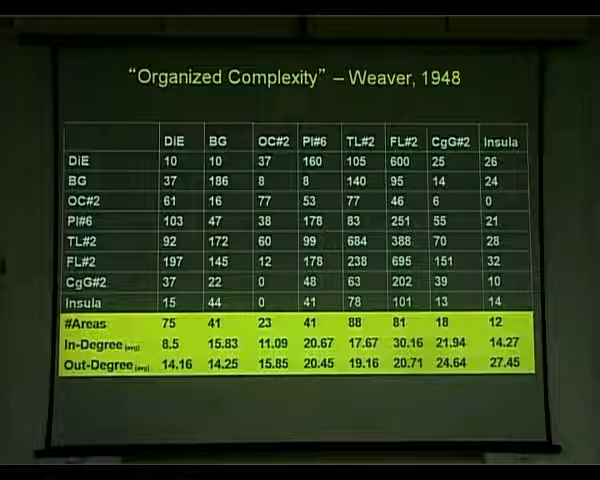 “Organized Complexity” – Weaver, 1948
DiE BG OC#2 Pl#6 TL#2 FL#2 CgG#2 Insula
DiE 10 10 37 160 105 600 25 26
BG 37 186 8 8 140 95 14 24
OC#2 61 16 77 53 77 46 6 0
Pl#6 103 47 38 178 83 251 55 21
TL#2 92 172 60 99 684 388 70 28
FL#2 197 145 12 178 238 695 151 32
CgG#2 37 22 0 48 63 202 39 10
Insula 15 44 0 41 78 101 13 14
#Areas 75 41 23 41 88 81 18 12
In-Degree (avg) 8.5 15.83 11.09 20.67 17.67 30.16 21.94 14.27
Out-Degree (avg) 14.16 14.25 15.85 20.45 19.16 20.71 24.64 27.45